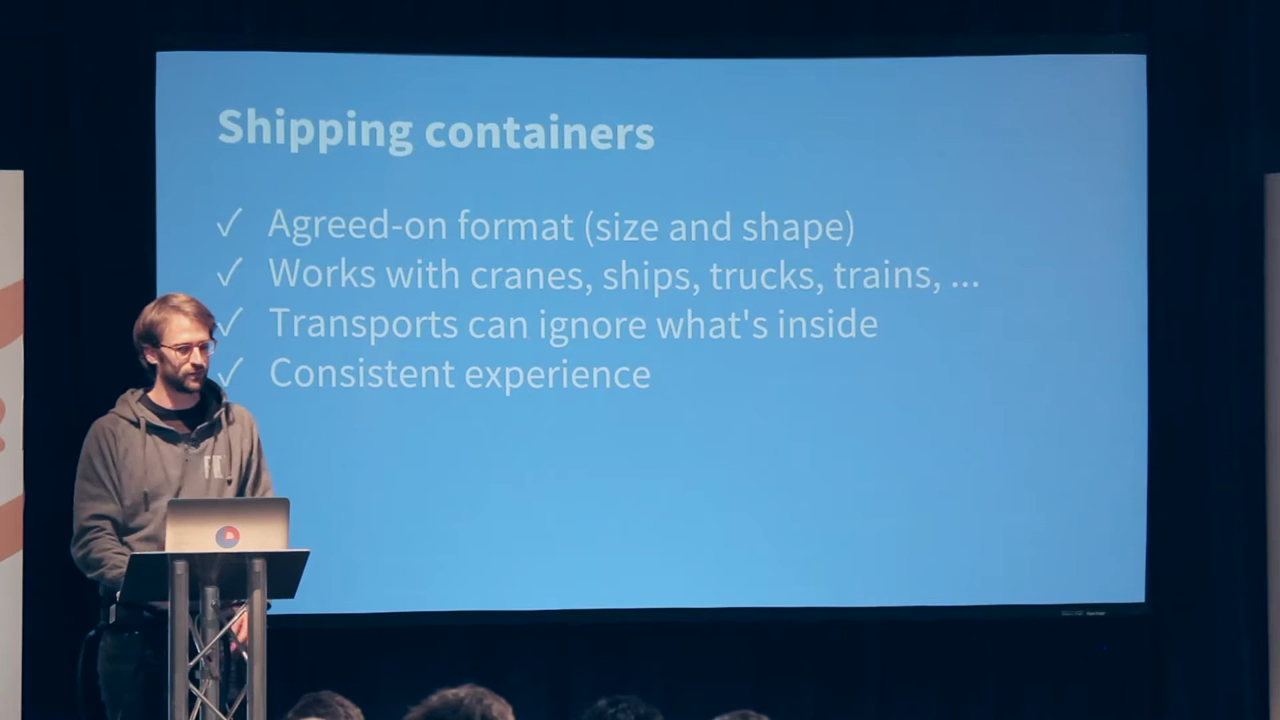 Shipping containers
✓ Agreed-on format (size and shape)
✓ Works with cranes, ships, trucks, trains, ...
✓ Transports can ignore what's inside
✓ Consistent experience